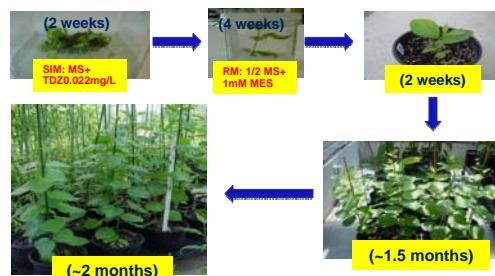 (2 weeks)
SIM: MS+
TDZ0.022mg/L
(4 weeks)
RM: 1/2 MS+
1mM MES
(2 weeks)
(~1.5 months)
(~2 months)